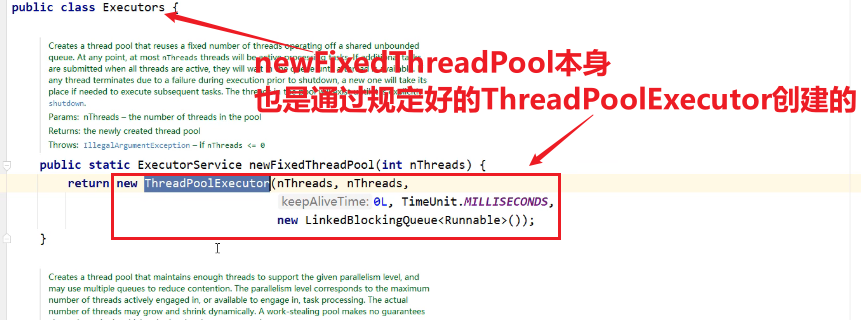 public class Executors {
Creates a thread pool that reuses a fixed number of threads operating off a shared unbounded
newFixedThreadPool本身
queue. At any point, at most nThreads threads will be active processing tasks. If additional tasks
are submitted when all threads are active, they will wait in the queue until a thread is available.
any thread terminates due to a failure during execution prior to shutdown, a new one will take its
也是通过规定好的ThreadPoolExecutor创建的
place if needed to execute subsequent tasks. The threads
shutdown.
Params: nThreads – the number of threads in the pool
Returns: the newly created thread pool
Throws: IllegalArgumentException – if nThreads <= 0
public static ExecutorService newFixedThreadPool(int nThreads) {
return new ThreadPoolExecutor(nThreads, nThreads,
keepAliveTime: 0L, TimeUnit.MILLISECONDS,
new LinkedBlockingQueue<Runnable>());
}
Creates a thread pool that maintains enough threads to support the given parallelism level, and
may use multiple queues to reduce contention. The parallelism level corresponds to the maximum
number of threads actively engaged in, or available to engage in, task processing. The actual
number of threads may grow and shrink dynamically. A work-stealing pool makes no guarantees